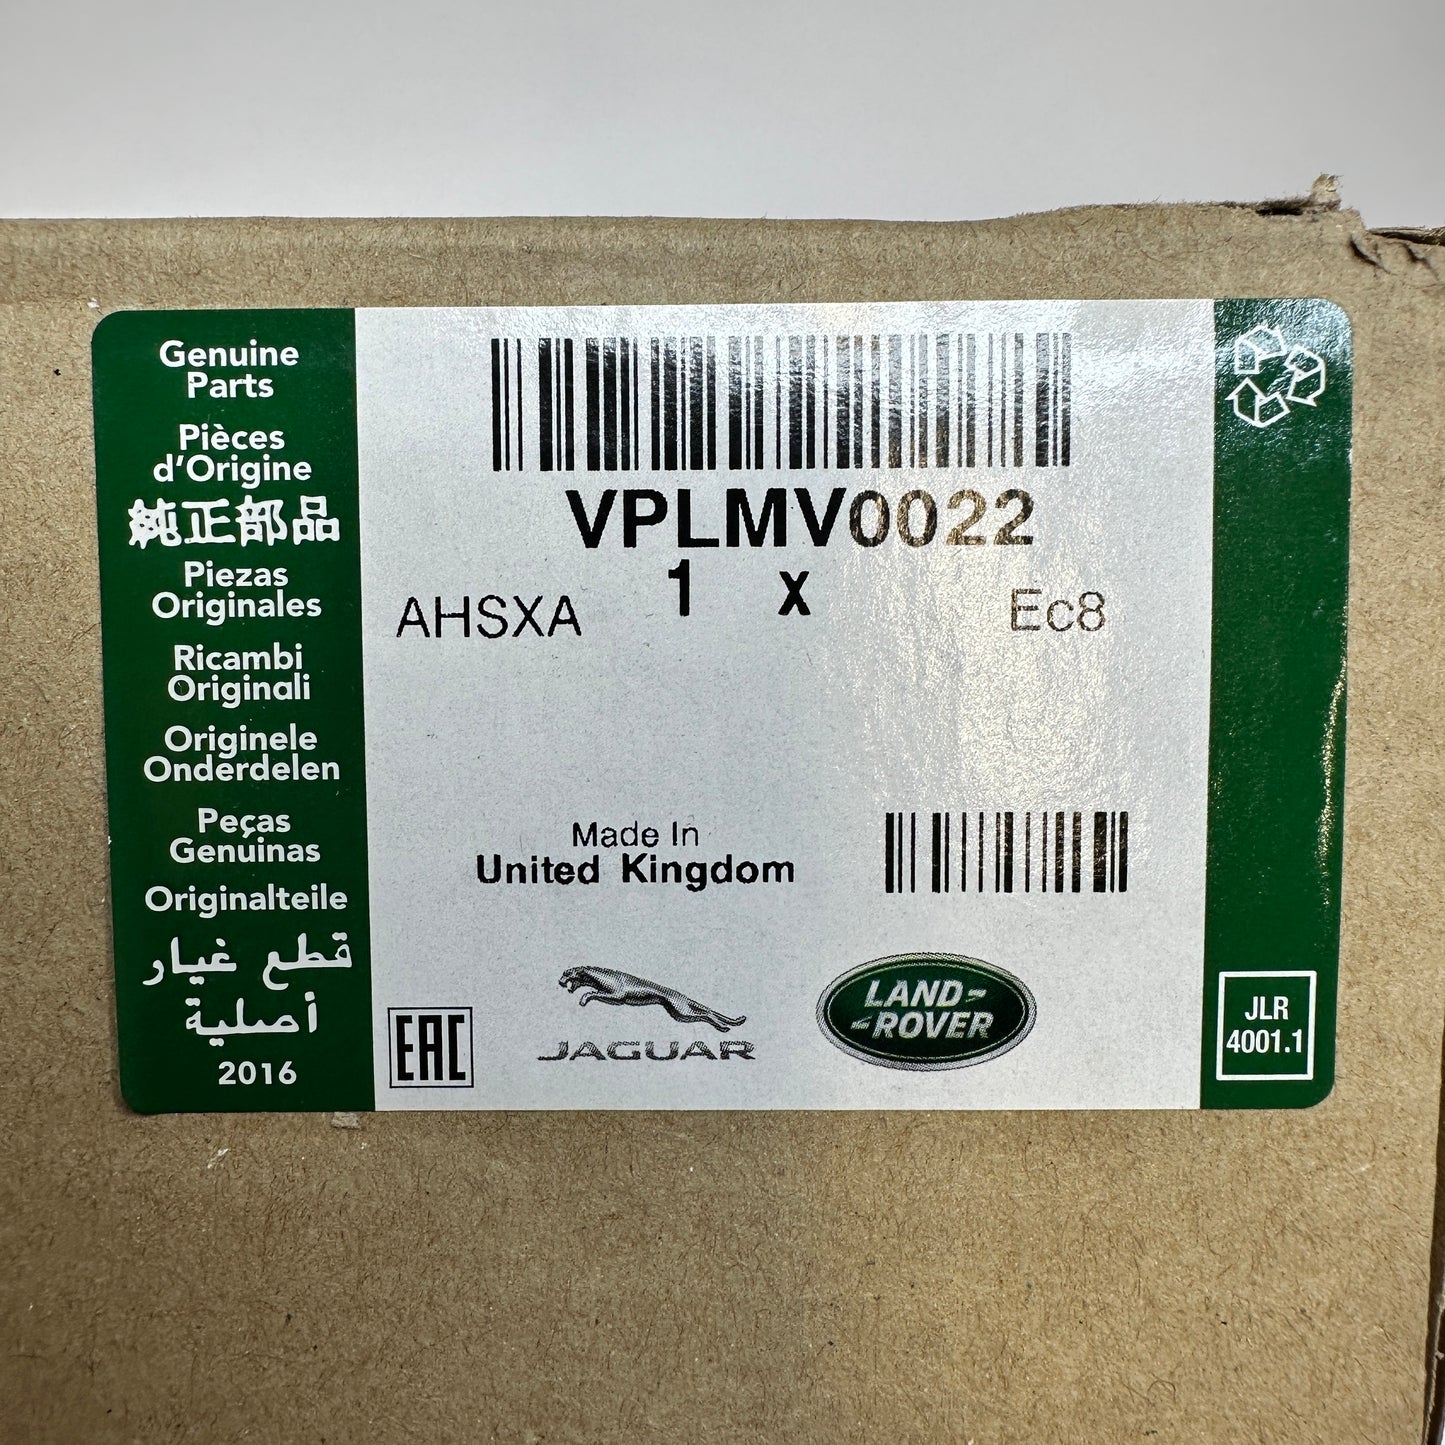 Genuine
Parts
Pièces
d'Origine
純正部品
Piezas
Originales
Ricambi
Originali
Originele
Onderdelen
Peças
Genuínas
Originalteile
قطع غيار
أصلية
2016
VPLMV0022
1 x
AHSXA
Ec8
Made In
United Kingdom
EAC
JAGUAR
LAND-
-ROVER
JLR
4001.1